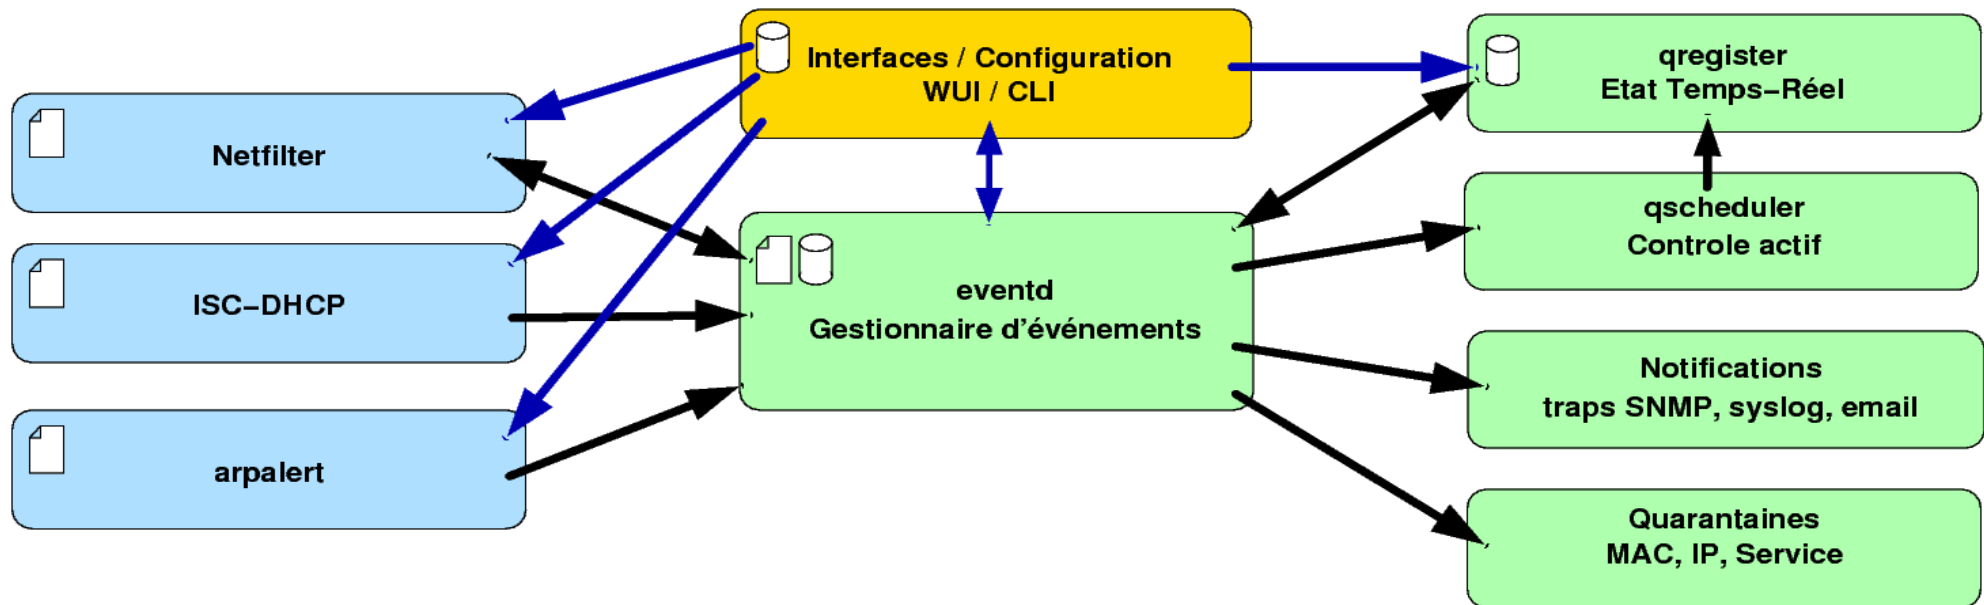 Interfaces / Configuration
WUI / CLI
qregister
Etat Temps–Réel
Netfilter
qscheduler
Controle actif
ISC–DHCP
eventd
Gestionnaire d'événements
Notifications
traps SNMP, syslog, email
arpalert
Quarantaines
MAC, IP, Service